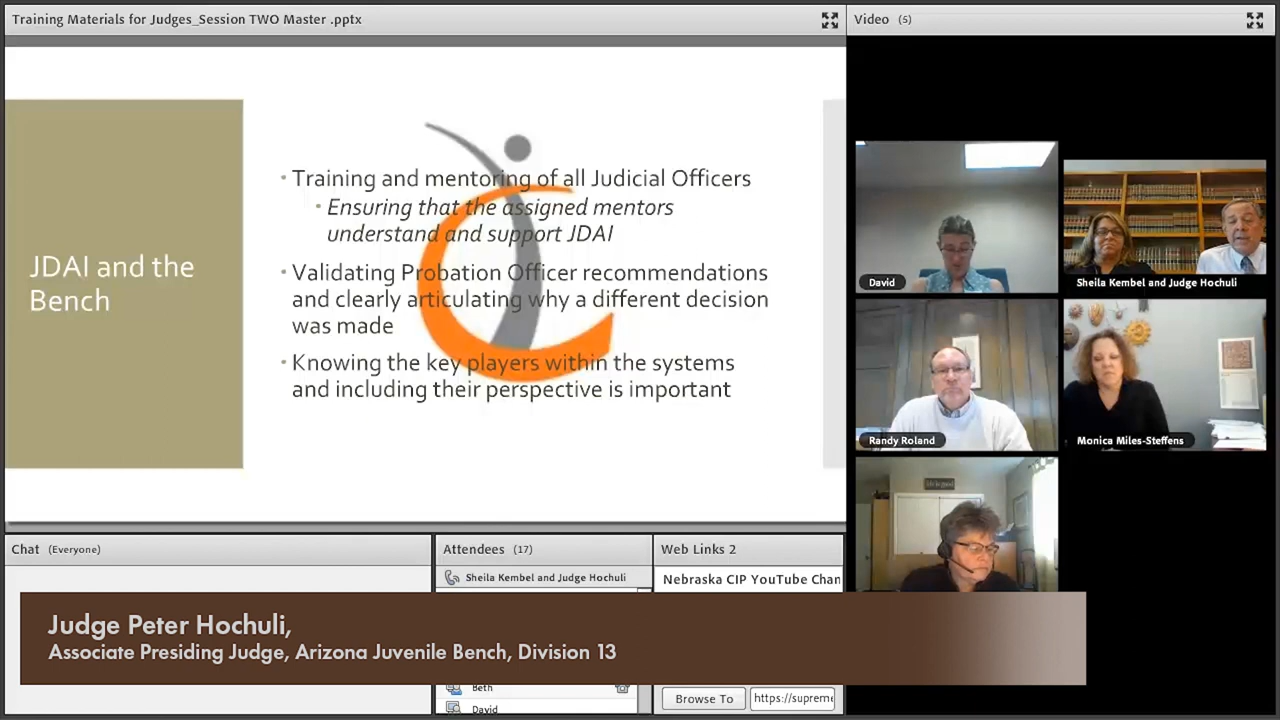 Training Materials for Judges_Session TWO Master .pptx
JDAI and the
Bench
Training and mentoring of all Judicial Officers
Ensuring that the assigned mentors
understand and support JDAI
Validating Probation Officer recommendations
and clearly articulating why a different decision
was made
Knowing the key players within the systems
and including their perspective is important
Video (5)
David
Sheila Kembel and Judge Hochuli
Randy Roland
Monica Miles-Steffens
Chat (Everyone)
Attendees (17)
Sheila Kembel and Judge Hochuli
Beth
David
Web Links 2
Nebraska CIP YouTube Chan
Browse To
https://supreme
Judge Peter Hochuli,
Associate Presiding Judge, Arizona Juvenile Bench, Division 13